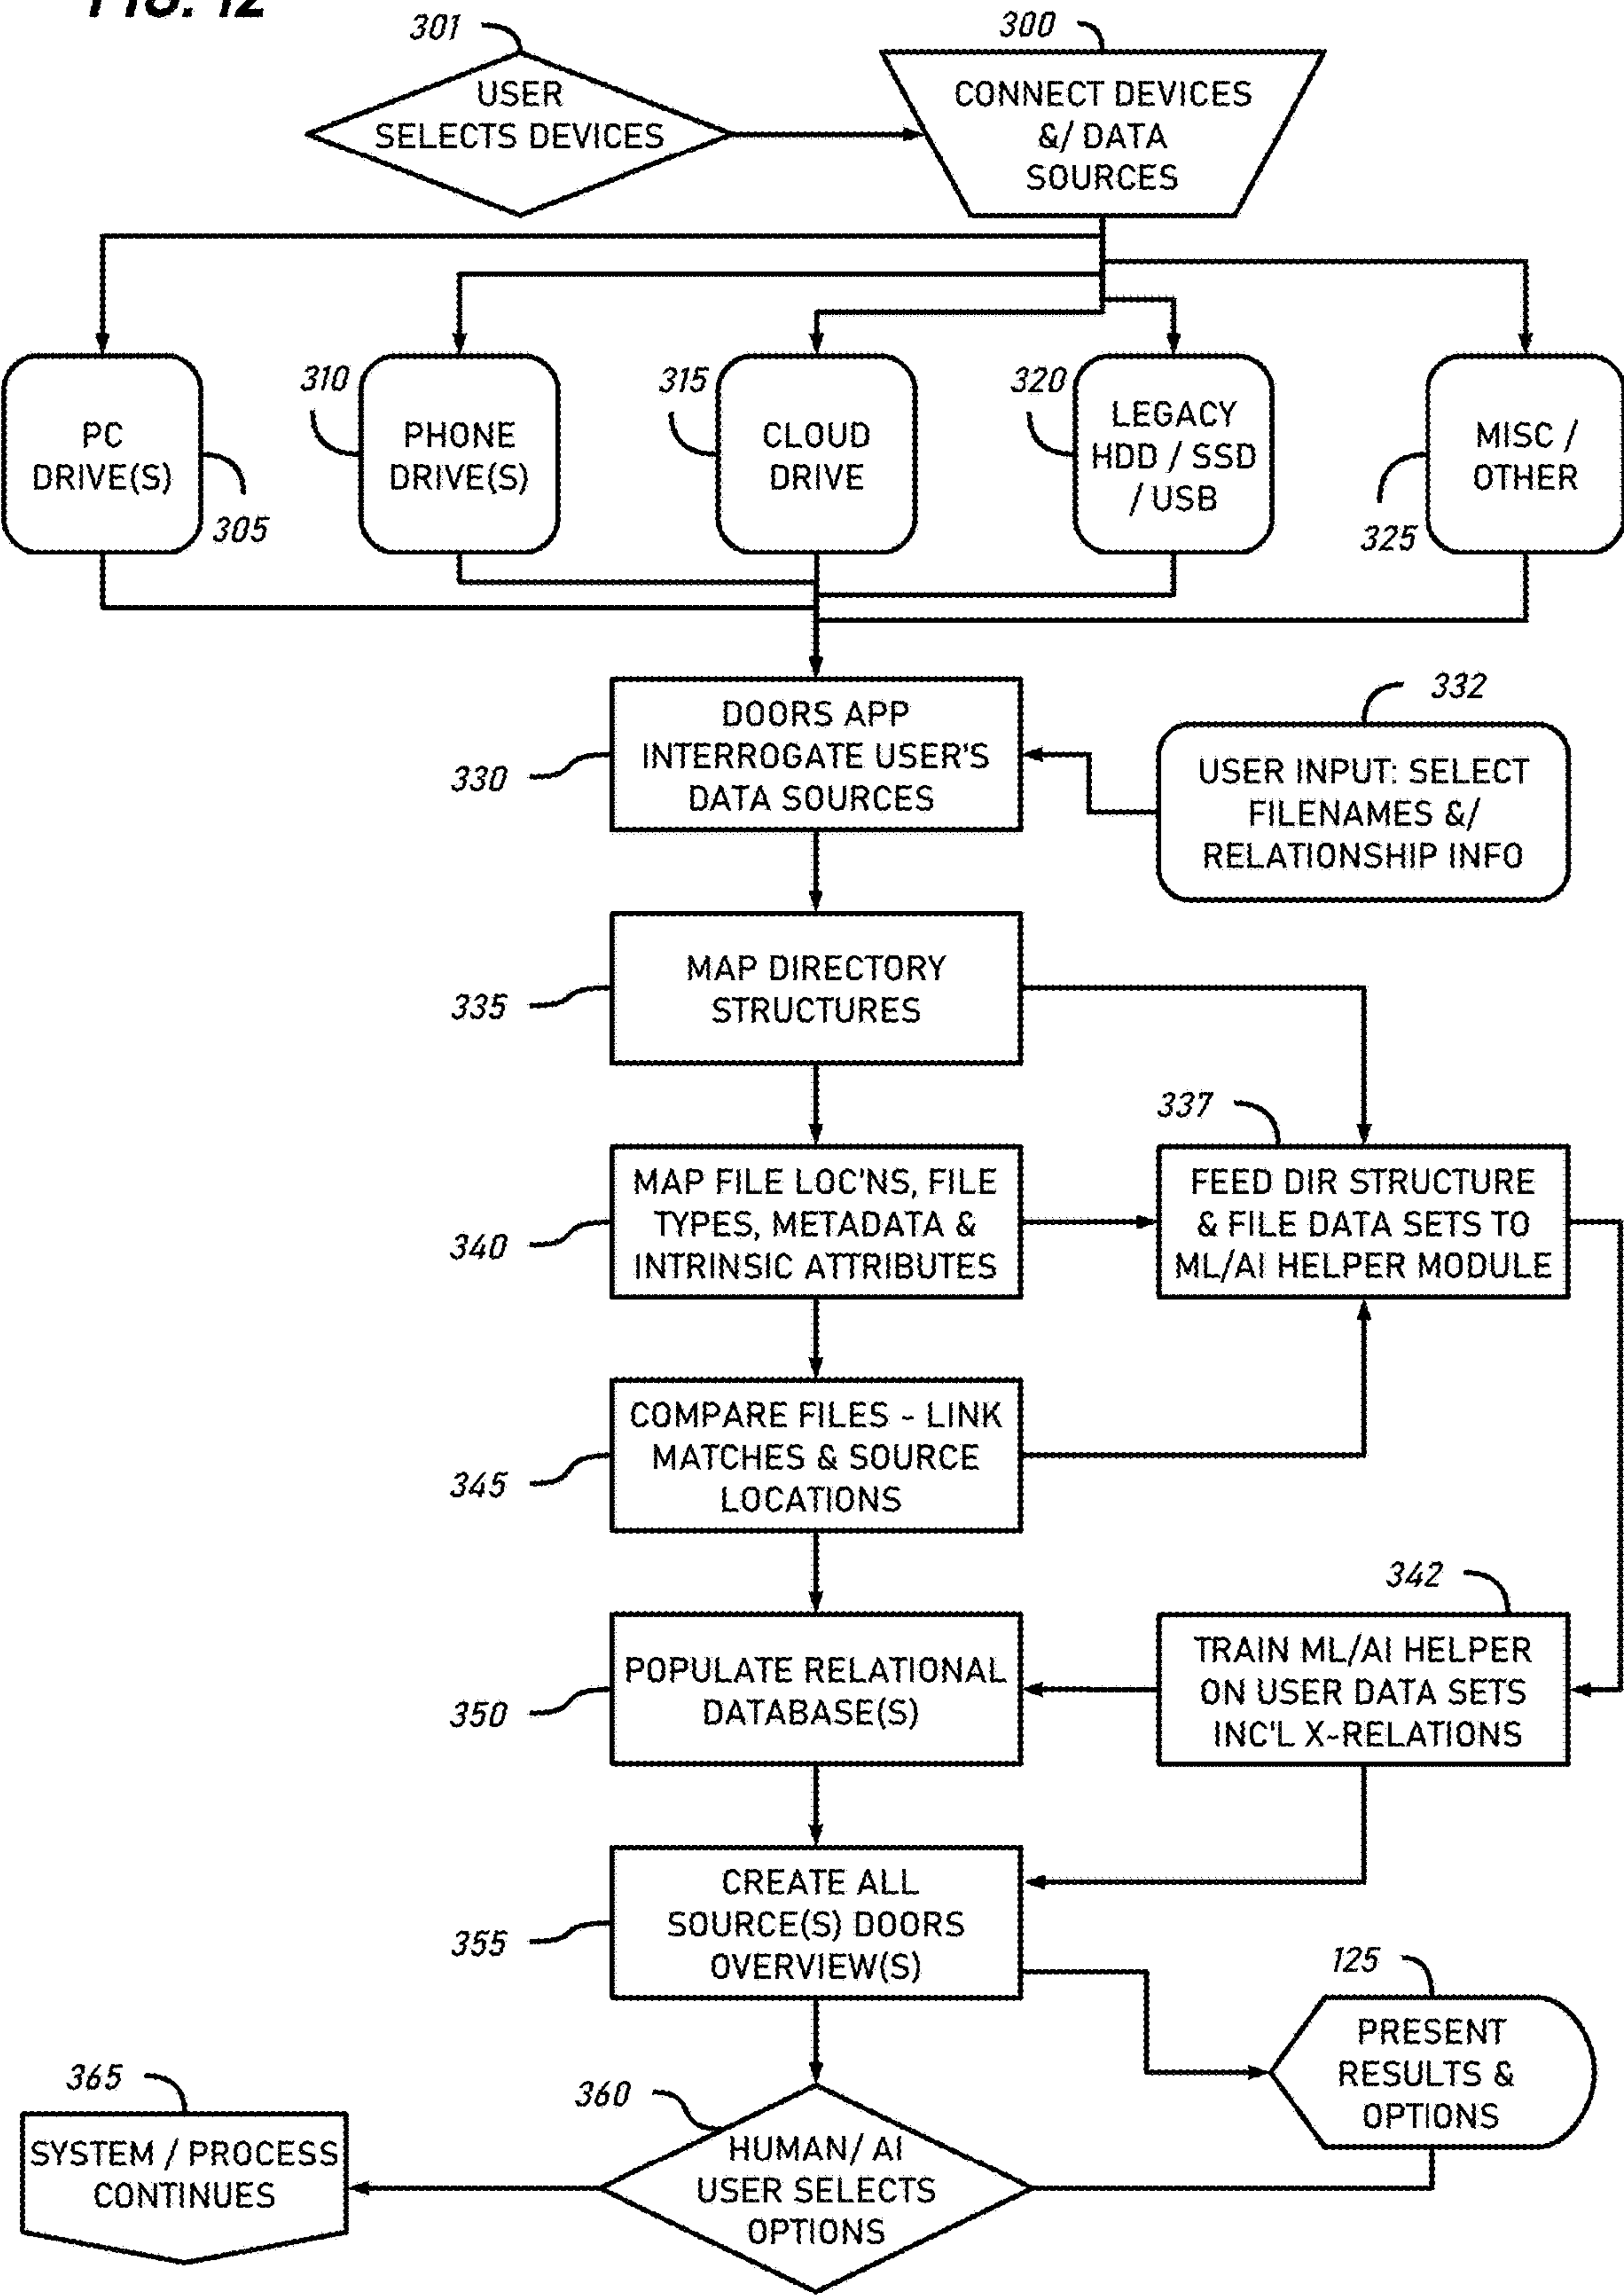 FIG. 12
301
USER
SELECTS DEVICES
300
CONNECT DEVICES
&/ DATA
SOURCES
PC
DRIVE(S)
305
310
PHONE
DRIVE(S)
315
CLOUD
DRIVE
320
LEGACY
HDD / SSD
/ USB
MISC /
OTHER
325
DOORS APP
INTERROGATE USER'S
DATA SOURCES
330
332
USER INPUT: SELECT
FILENAMES &/
RELATIONSHIP INFO
MAP DIRECTORY
STRUCTURES
335
337
MAP FILE LOC'NS, FILE
TYPES, METADATA &
INTRINSIC ATTRIBUTES
340
FEED DIR STRUCTURE
& FILE DATA SETS TO
ML/AI HELPER MODULE
COMPARE FILES - LINK
MATCHES & SOURCE
LOCATIONS
345
342
POPULATE RELATIONAL
DATABASE(S)
350
TRAIN ML/AI HELPER
ON USER DATA SETS
INC'L X-RELATIONS
CREATE ALL
SOURCE(S) DOORS
OVERVIEW(S)
355
125
PRESENT
RESULTS &
OPTIONS
365
SYSTEM / PROCESS
CONTINUES
360
HUMAN/ AI
USER SELECTS
OPTIONS